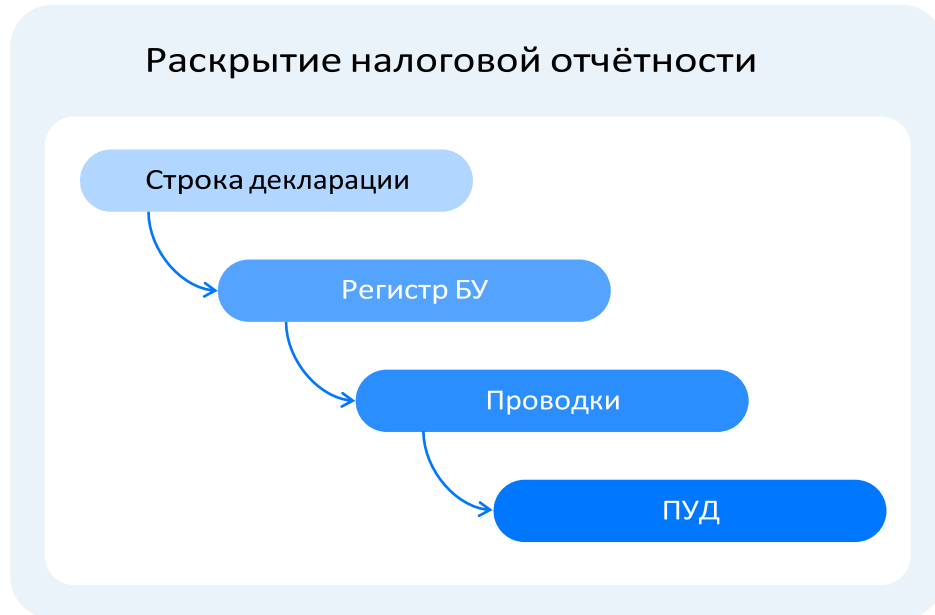 Раскрытие налоговой отчётности
Строка декларации
Регистр БУ
Проводки
ПУД